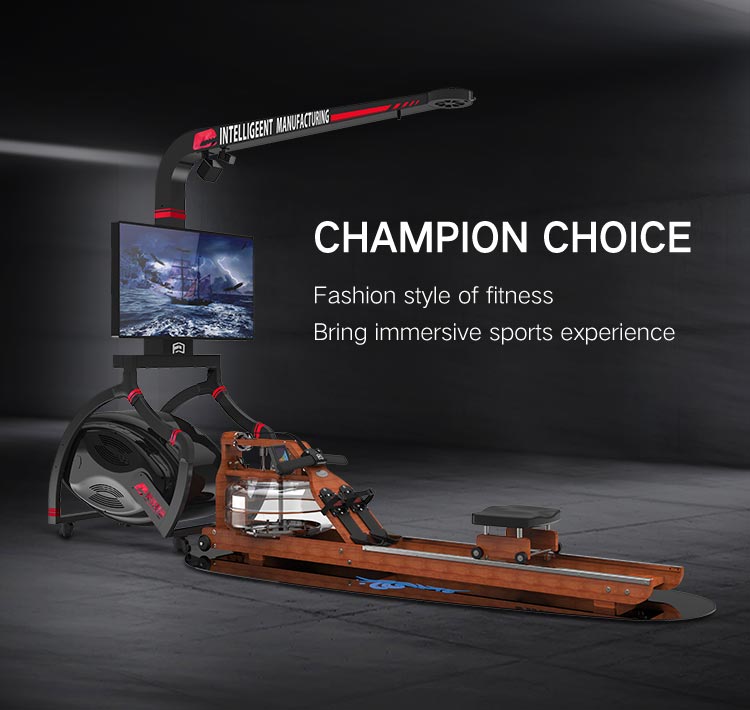 INTELLIGEENT MANUFACTURING
CHAMPION CHOICE
Fashion style of fitness
Bring immersive sports experience